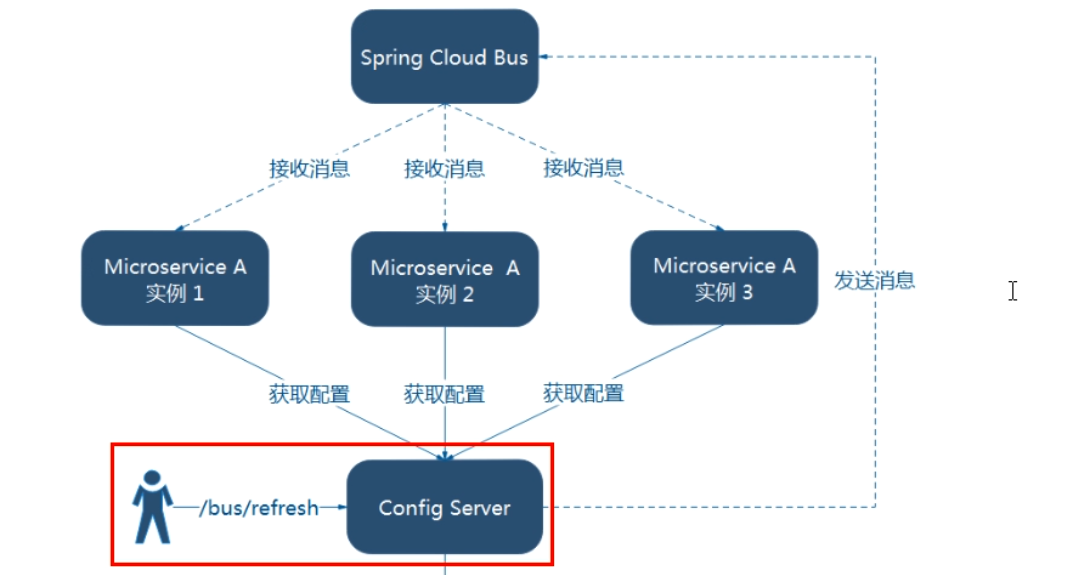 Spring Cloud Bus
接收消息
接收消息
接收消息
Microservice A
实例 1
Microservice A
实例 2
Microservice A
实例 3
发送消息
获取配置
获取配置
获取配置
/bus/refresh
Config Server